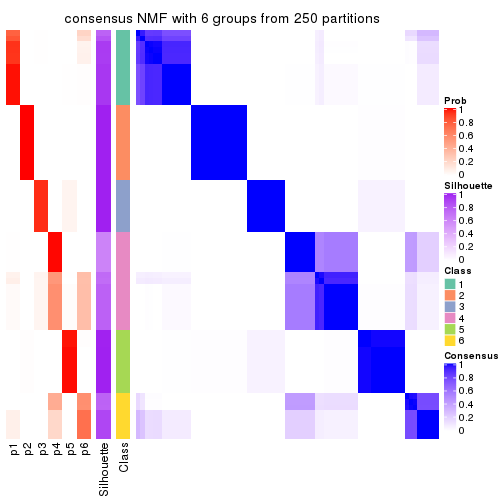 consensus NMF with 6 groups from 250 partitions
Prob
1
0.8
0.6
0.4
0.2
0
Silhouette
1
0.8
0.6
0.4
0.2
0
Class
1
2
3
4
5
6
Consensus
1
0.8
0.6
0.4
0.2
0
p1
p2
p3
p4
p5
p6
Silhouette
Class